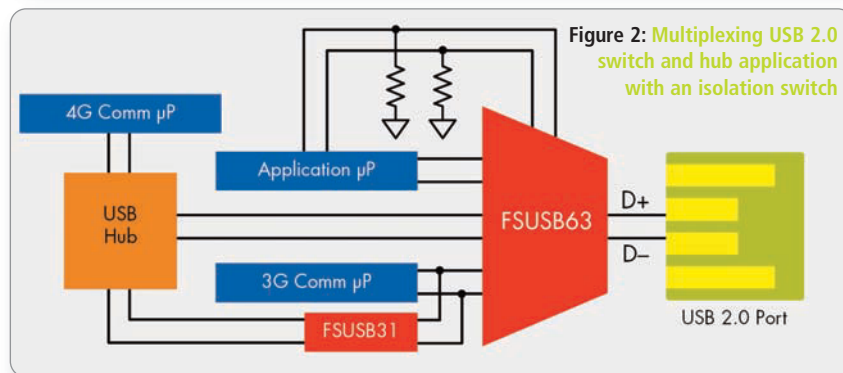 Figure 2: Multiplexing USB 2.0
switch and hub application
with an isolation switch
4G Comm µP
Application µP
USB
Hub
FSUSB63
D+
D–
3G Comm µP
FSUSB31
USB 2.0 Port